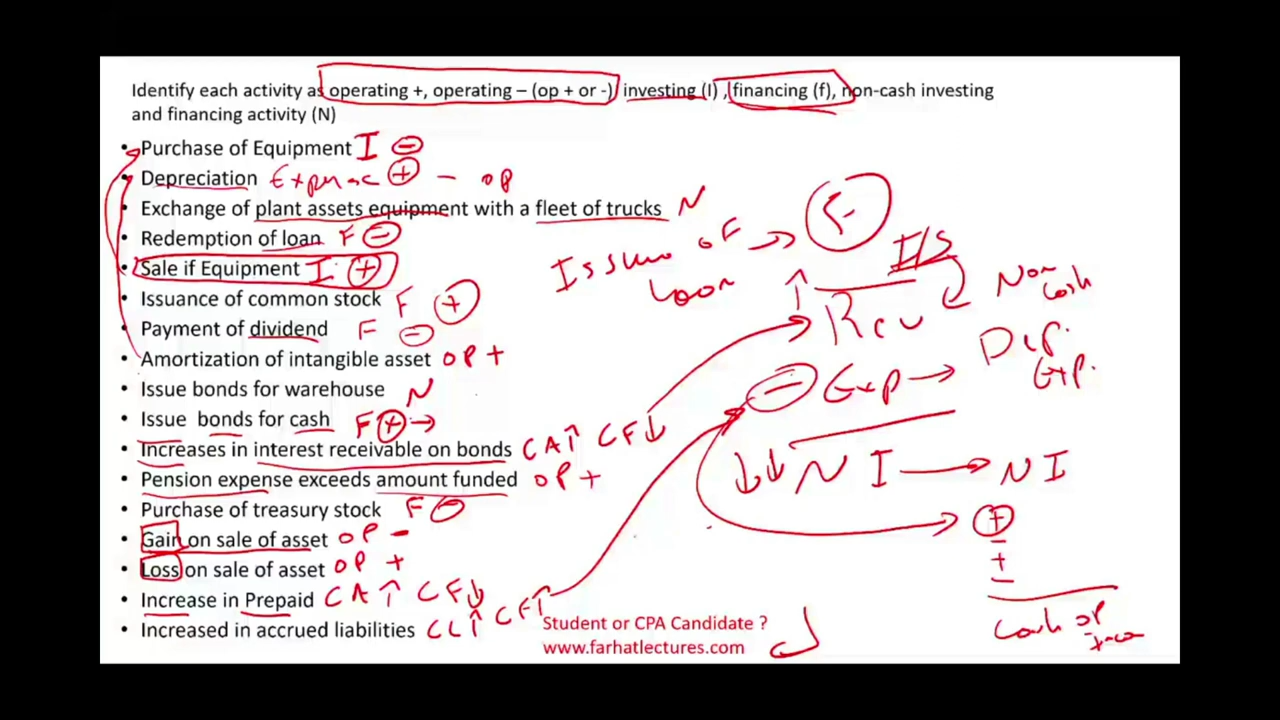 Identify each activity as operating +, operating – (op + or -) investing (I) ,financing (f), non-cash investing
and financing activity (N)
• Purchase of Equipment I -
• Depreciation Expense + - op
• Exchange of plant assets equipment with a fleet of trucks N
• Redemption of loan F -
• Sale if Equipment I +
• Issuance of common stock F +
• Payment of dividend F -
• Amortization of intangible asset OP +
• Issue bonds for warehouse N
• Issue bonds for cash F + →
• Increases in interest receivable on bonds CA↑ CF↓
• Pension expense exceeds amount funded OP +
• Purchase of treasury stock F -
• Gain on sale of asset OP -
• Loss on sale of asset OP +
• Increase in Prepaid CA↑ CF↓
• Increased in accrued liabilities CL↑ CF↑
Student or CPA Candidate ?
www.farhatlectures.com
of → F
loan
I/S
↑ Rev
Non
Cash
- Exp → Dep.
Exp.
↓↓ NI → NI
+
-
+
-
Cash OP